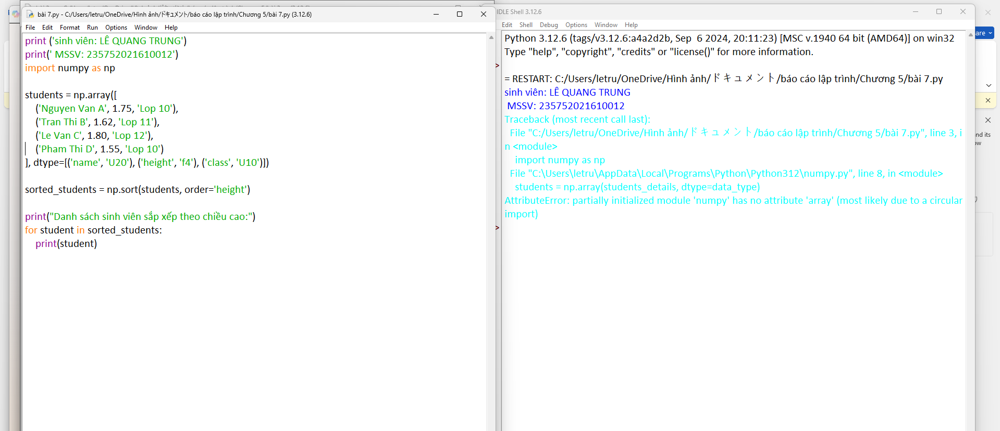 bài 7.py - C:/Users/letru/OneDrive/Hình ảnh/ドキュメント/báo cáo lập trình/Chương 5/bài 7.py (3.12.6)
File Edit Format Run Options Window Help
print ('sinh viên: LÊ QUANG TRUNG')
print(' MSSV: 235752021610012')
import numpy as np
students = np.array([
('Nguyen Van A', 1.75, 'Lop 10'),
('Tran Thi B', 1.62, 'Lop 11'),
('Le Van C', 1.80, 'Lop 12'),
('Pham Thi D', 1.55, 'Lop 10')
], dtype=[('name', 'U20'), ('height', 'f4'), ('class', 'U10')])
sorted_students = np.sort(students, order='height')
print("Danh sách sinh viên sắp xếp theo chiều cao:")
for student in sorted_students:
print(student)
IDLE Shell 3.12.6
Edit Shell Debug Options Window Help
Python 3.12.6 (tags/v3.12.6:a4a2d2b, Sep 6 2024, 20:11:23) [MSC v.1940 64 bit (AMD64)] on win32
Type "help", "copyright", "credits" or "license()" for more information.
>
= RESTART: C:/Users/letru/OneDrive/Hình ảnh/ドキュメント/báo cáo lập trình/Chương 5/bài 7.py
sinh viên: LÊ QUANG TRUNG
MSSV: 235752021610012
Traceback (most recent call last):
File "C:/Users/letru/OneDrive/Hình ảnh/ドキュメント/báo cáo lập trình/Chương 5/bài 7.py", line 3, i
n <module>
import numpy as np
File "C:\Users\letru\AppData\Local\Programs\Python\Python312\numpy.py", line 8, in <module>
students = np.array(students_details, dtype=data_type)
AttributeError: partially initialized module 'numpy' has no attribute 'array' (most likely due to a circular
import)
>
are
nd its
ow